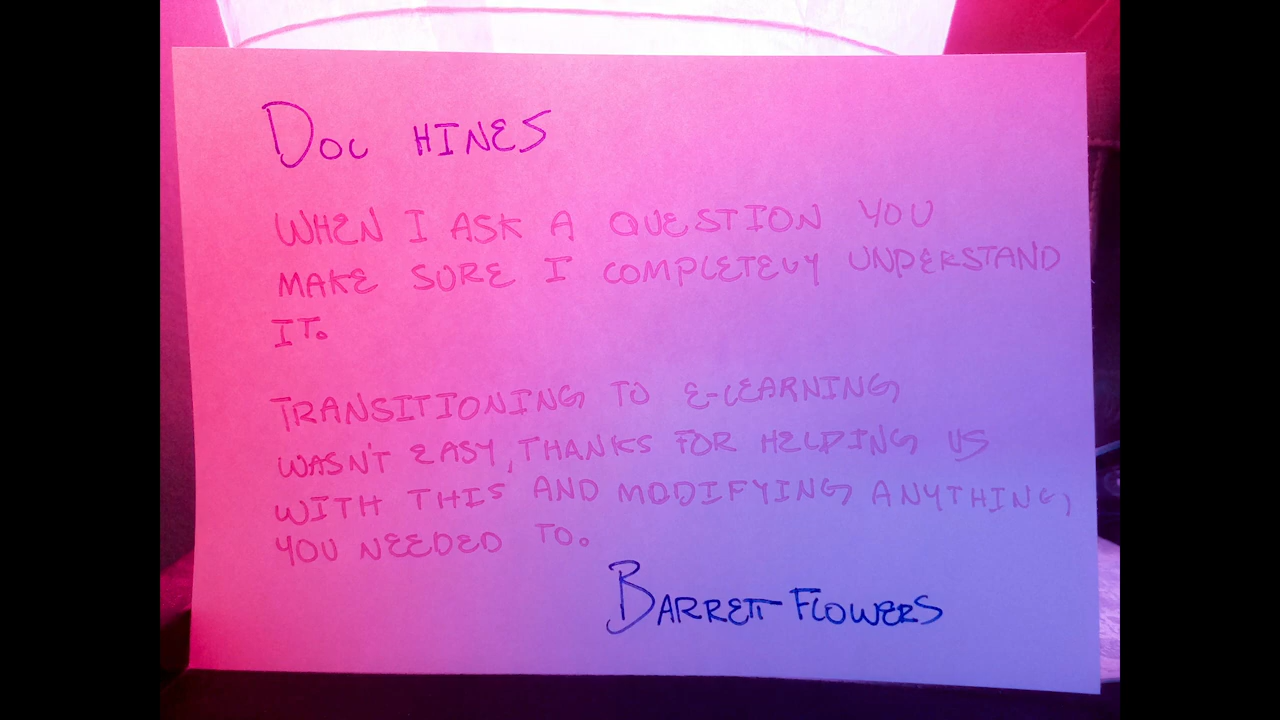 Doc HINES
WHEN I ASK A QUESTION YOU
MAKE SURE I COMPLETELY UNDERSTAND
IT.
TRANSITIONING TO E-LEARNING
WASN'T EASY, THANKS FOR HELPING US
WITH THIS AND MODIFYING ANYTHING
YOU NEEDED TO.
BARRETT FLOWERS